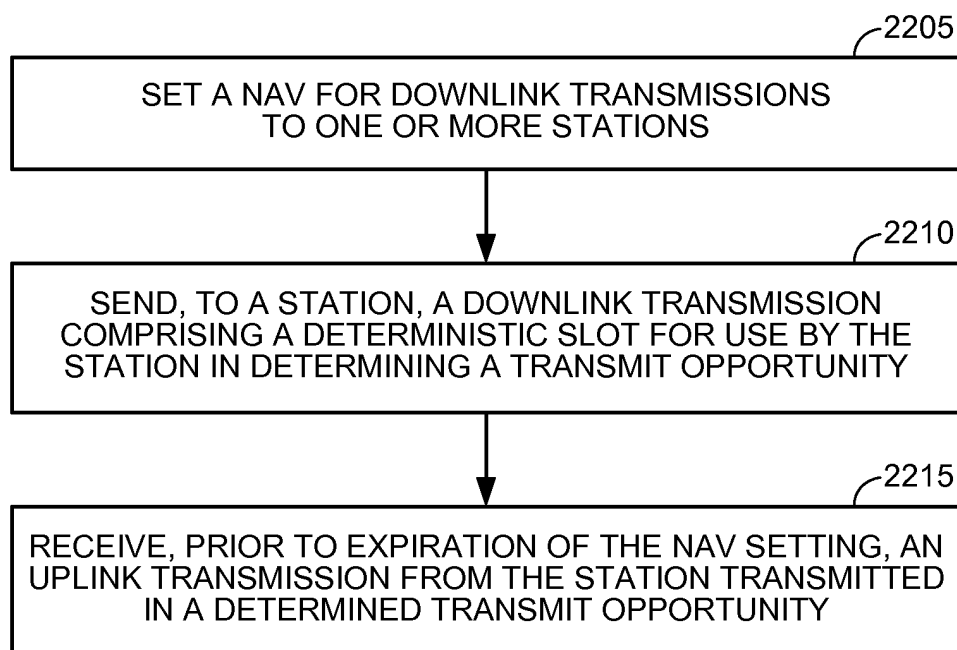 2205
SET A NAV FOR DOWNLINK TRANSMISSIONS
TO ONE OR MORE STATIONS
2210
SEND, TO A STATION, A DOWNLINK TRANSMISSION
COMPRISING A DETERMINISTIC SLOT FOR USE BY THE
STATION IN DETERMINING A TRANSMIT OPPORTUNITY
2215
RECEIVE, PRIOR TO EXPIRATION OF THE NAV SETTING, AN
UPLINK TRANSMISSION FROM THE STATION TRANSMITTED
IN A DETERMINED TRANSMIT OPPORTUNITY